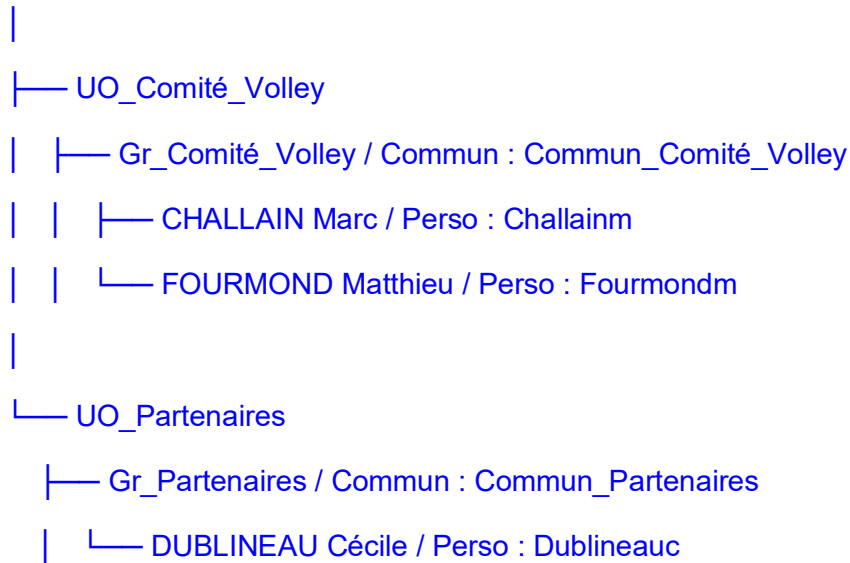 │
├── UO_Comité_Volley
│ ├── Gr_Comité_Volley / Commun : Commun_Comité_Volley
│ │ ├── CHALLAIN Marc / Perso : Challainm
│ │ └── FOURMOND Matthieu / Perso : Fourmondm
│
└── UO_Partenaires
├── Gr_Partenaires / Commun : Commun_Partenaires
│ └── DUBLINEAU Cécile / Perso : Dublineauc